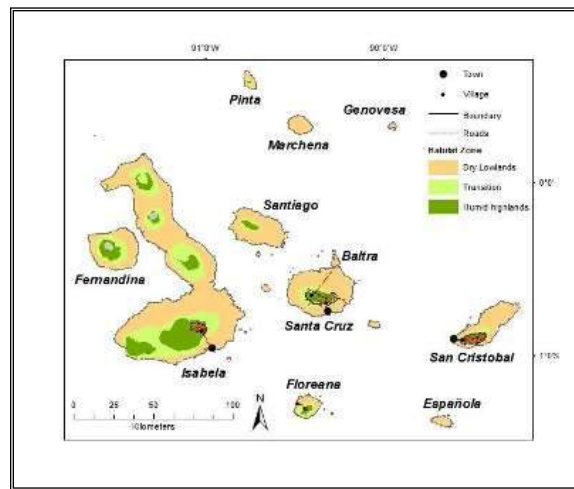 91°0'W 90°0'W
Pinta
Genovesa
Marchena
Town
Village
Boundary
Roads
Habitat Zone
Dry Lowlands
Transition
Humid highlands
0°0'
Santiago
Baltra
Fernandina
Santa Cruz
San Cristobal
1°0'S
Isabela
Floreana
Española
N
0 25 50 100
Kilometers